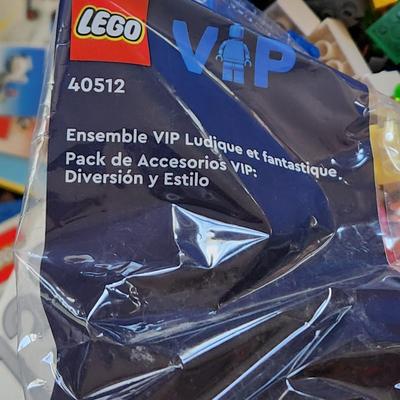 LEGO
VIP
40512
Ensemble VIP Ludique et fantastique
Pack de Accesorios VIP:
Diversión y Estilo